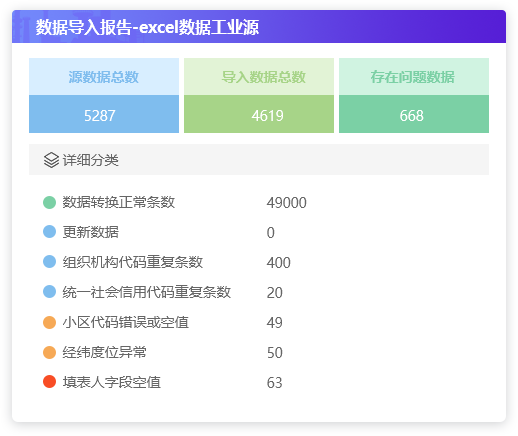 数据导入报告-excel数据工业源
源数据总数 导入数据总数 存在问题数据
5287 4619 668
详细分类
数据转换正常条数 49000
更新数据 0
组织机构代码重复条数 400
统一社会信用代码重复条数 20
小区代码错误或空值 49
经纬度位异常 50
填表人字段空值 63